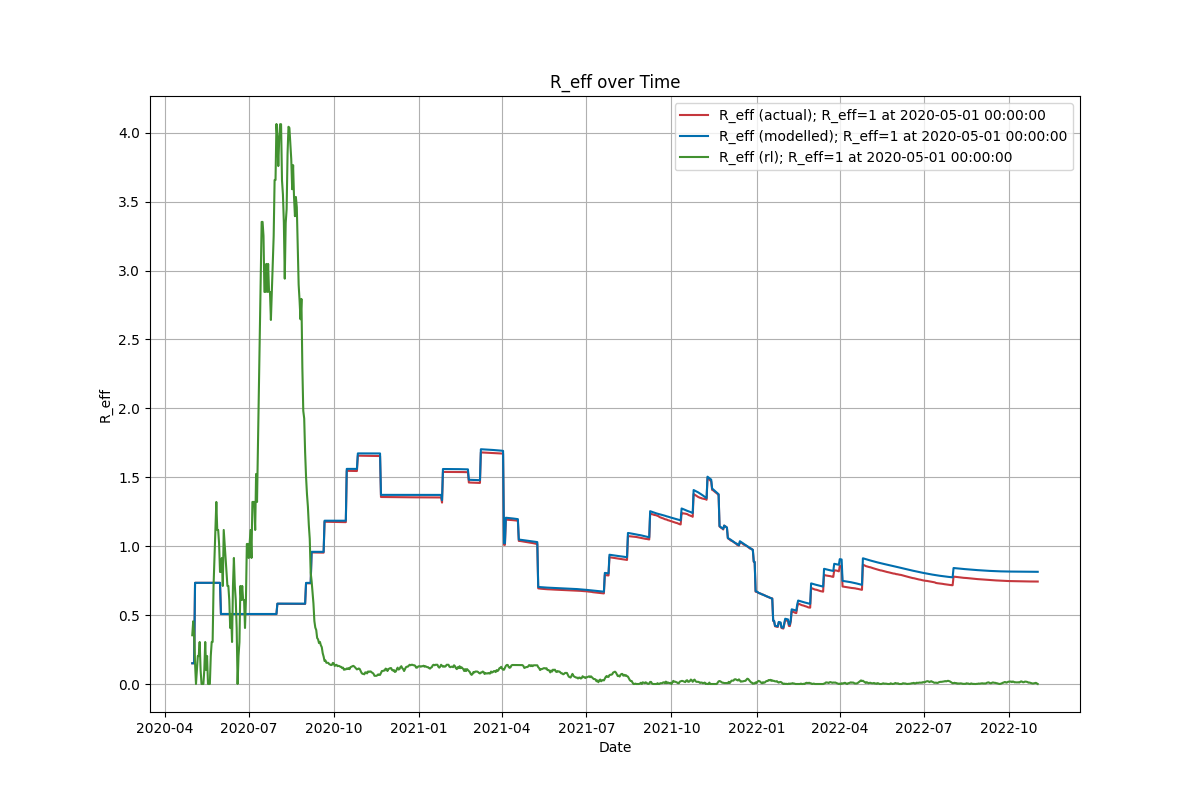 R_eff over Time
R_eff (actual); R_eff=1 at 2020-05-01 00:00:00
R_eff (modelled); R_eff=1 at 2020-05-01 00:00:00
R_eff (rl); R_eff=1 at 2020-05-01 00:00:00
4.0
3.5
3.0
2.5
2.0
1.5
1.0
0.5
0.0
R_eff
2020-04 2020-07 2020-10 2021-01 2021-04 2021-07 2021-10 2022-01 2022-04 2022-07 2022-10
Date